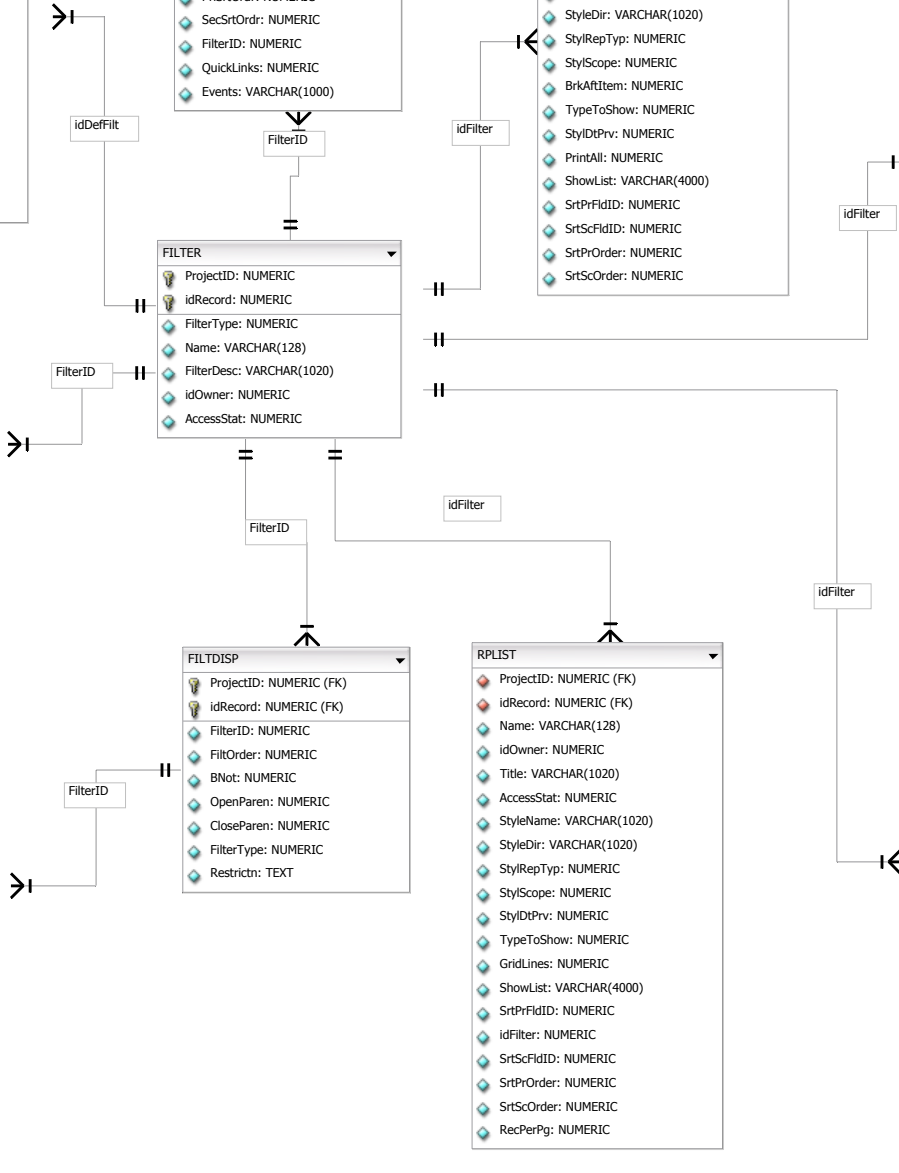 SecSrtOrdr: NUMERIC
FilterID: NUMERIC
QuickLinks: NUMERIC
Events: VARCHAR(1000)
StyleDir: VARCHAR(1020)
StylRepTyp: NUMERIC
StylScope: NUMERIC
BrkAftItem: NUMERIC
TypeToShow: NUMERIC
StylDtPrv: NUMERIC
PrintAll: NUMERIC
ShowList: VARCHAR(4000)
SrtPrFldID: NUMERIC
SrtScFldID: NUMERIC
SrtPrOrder: NUMERIC
SrtScOrder: NUMERIC
idDefFilt
FilterID
idFilter
idFilter
FILTER
ProjectID: NUMERIC
idRecord: NUMERIC
FilterType: NUMERIC
Name: VARCHAR(128)
FilterDesc: VARCHAR(1020)
idOwner: NUMERIC
AccessStat: NUMERIC
FilterID
idFilter
FilterID
idFilter
FILTDISP
ProjectID: NUMERIC (FK)
idRecord: NUMERIC (FK)
FilterID: NUMERIC
FiltOrder: NUMERIC
BNot: NUMERIC
OpenParen: NUMERIC
CloseParen: NUMERIC
FilterType: NUMERIC
Restrictn: TEXT
FilterID
RPLIST
ProjectID: NUMERIC (FK)
idRecord: NUMERIC (FK)
Name: VARCHAR(128)
idOwner: NUMERIC
Title: VARCHAR(1020)
AccessStat: NUMERIC
StyleName: VARCHAR(1020)
StyleDir: VARCHAR(1020)
StylRepTyp: NUMERIC
StylScope: NUMERIC
StylDtPrv: NUMERIC
TypeToShow: NUMERIC
GridLines: NUMERIC
ShowList: VARCHAR(4000)
SrtPrFldID: NUMERIC
idFilter: NUMERIC
SrtScFldID: NUMERIC
SrtPrOrder: NUMERIC
SrtScOrder: NUMERIC
RecPerPg: NUMERIC